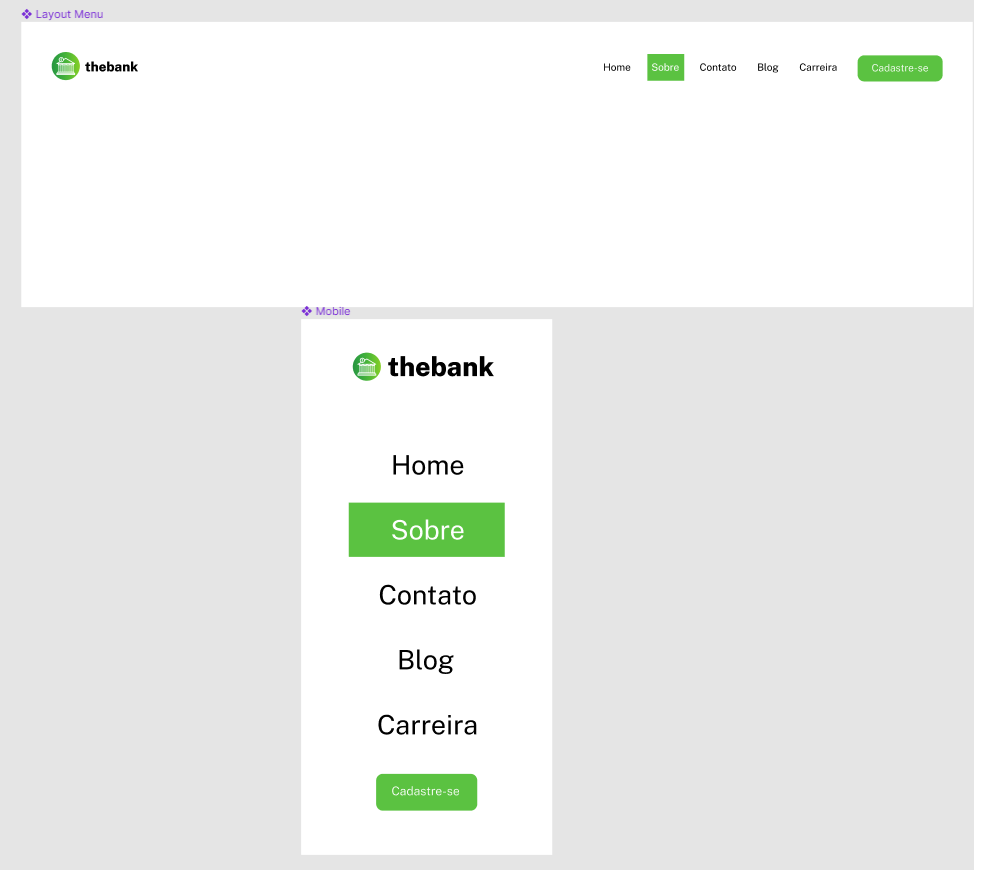 Layout Menu
thebank Home Sobre Contato Blog Carreira Cadastre-se
Mobile
thebank
Home
Sobre
Contato
Blog
Carreira
Cadastre-se